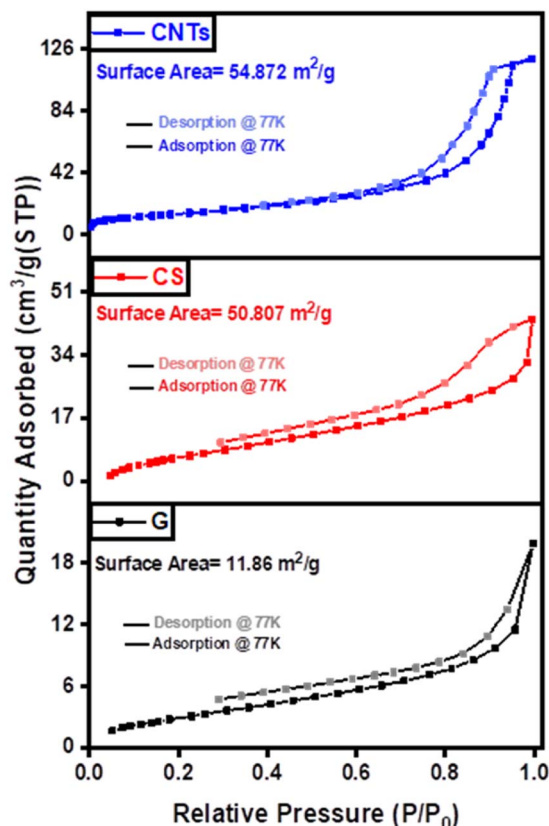 CNTs
126
Surface Area= 54.872 m²/g
84
Desorption @77K
Adsorption @77K
42
0
CS
51
Surface Area= 50.807 m²/g
34
Desorption @77K
Adsorption @77K
17
0
G
18
Surface Area= 11.86 m²/g
12
Desorption @77K
Adsorption @77K
6
0
Quantity Adsorbed (cm³/g(STP))
0.0 0.2 0.4 0.6 0.8 1.0
Relative Pressure (P/P₀)